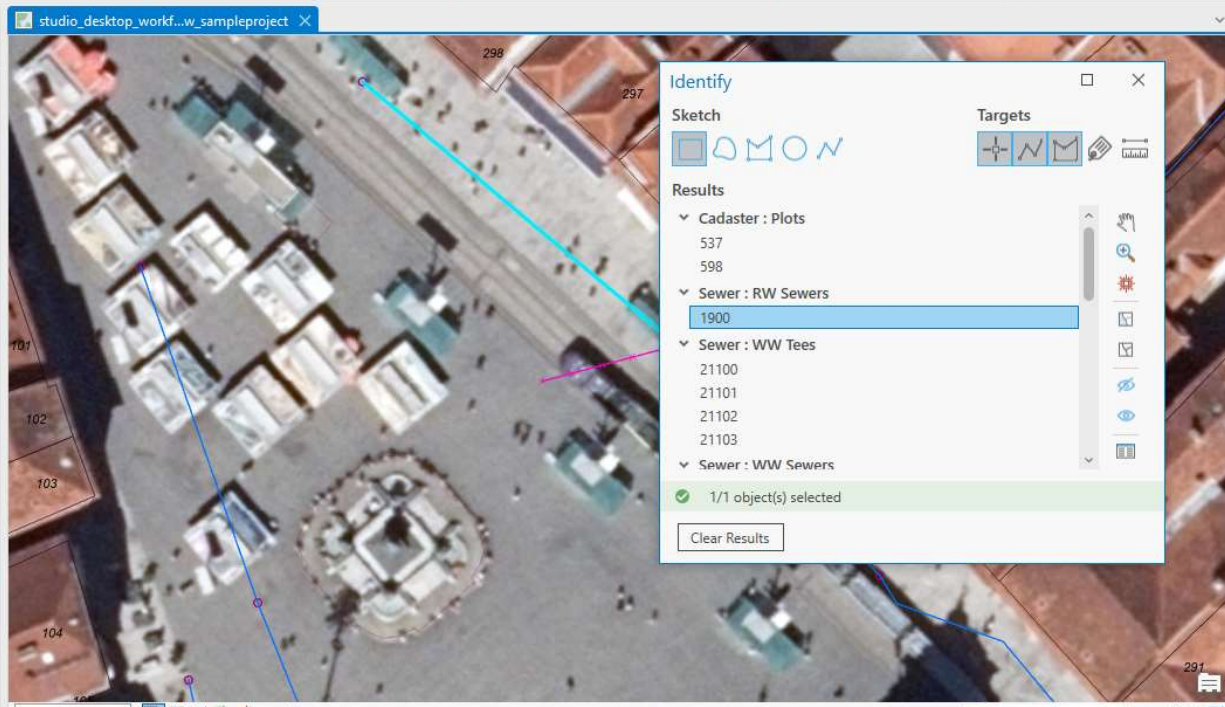 studio_desktop_workf...w_sampleproject
298
297
101
102
103
104
291
Identify
Sketch
Targets
Results
Cadaster : Plots
537
598
Sewer : RW Sewers
1900
Sewer : WW Tees
21100
21101
21102
21103
Sewer : WW Sewers
1/1 object(s) selected
Clear Results